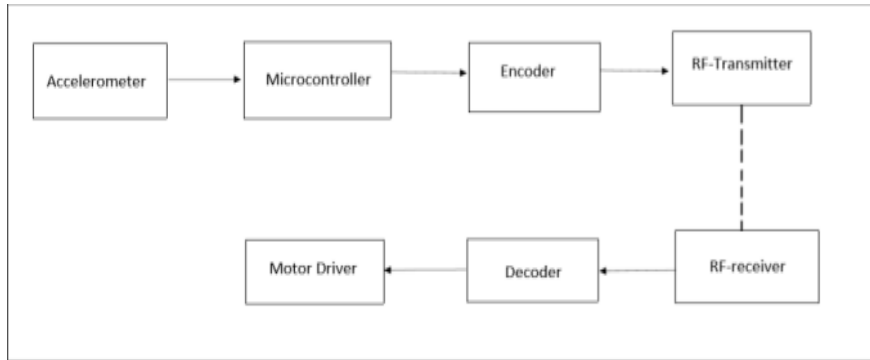 Accelerometer
Microcontroller
Encoder
RF-Transmitter
Motor Driver
Decoder
RF-receiver